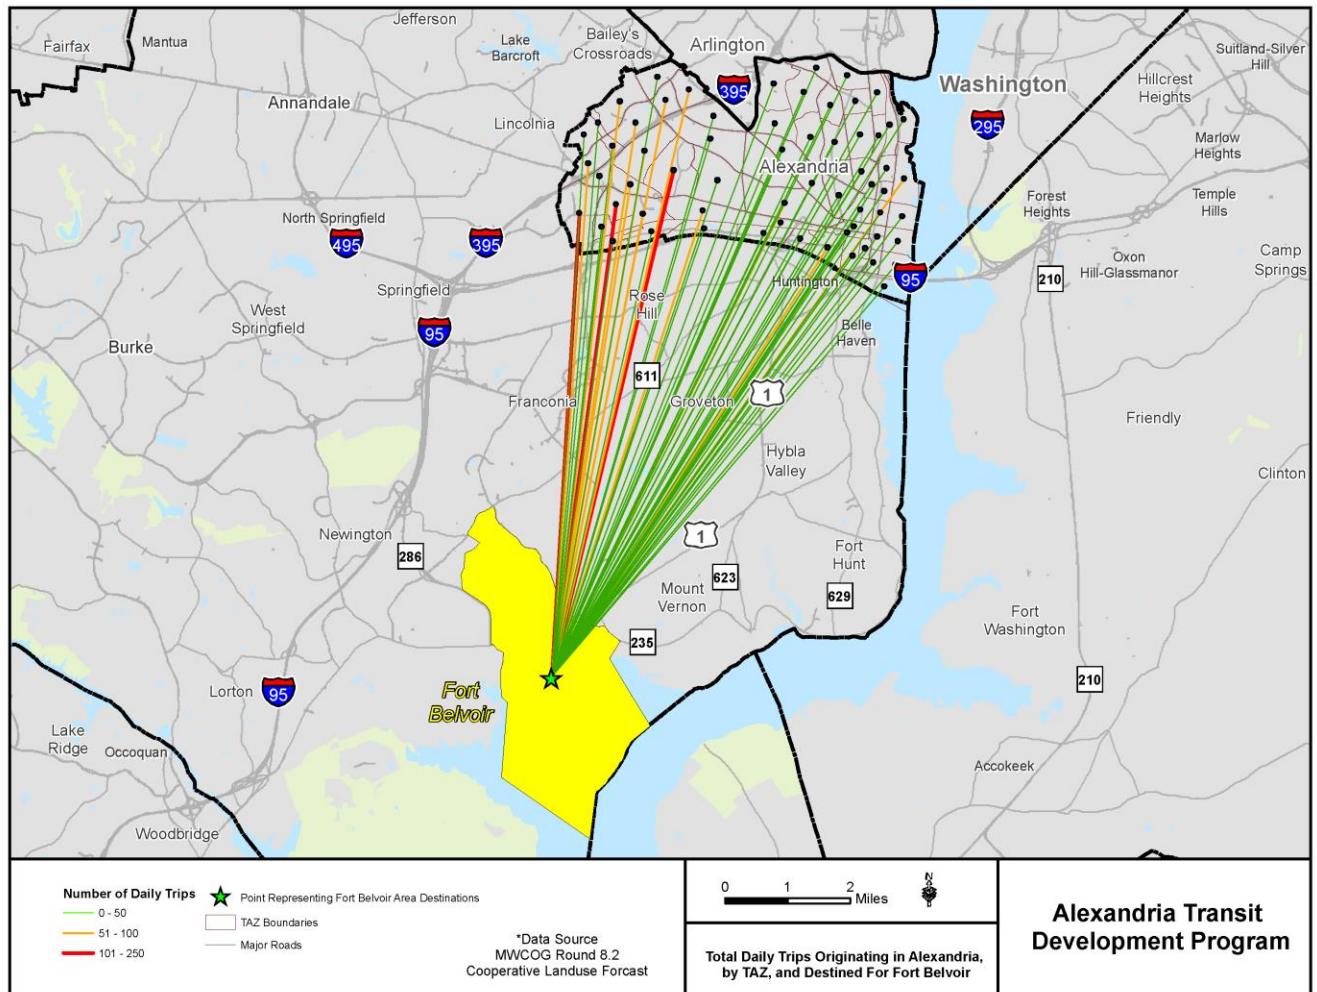 Jefferson
Fairfax
Mantua
Lake
Barcroft
Bailey's
Crossroads
Arlington
Suitland-Silver
Hill
Washington
395
Hillcrest
Heights
Annandale
Lincolnia
295
Marlow
Heights
Alexandria
Temple
Hills
Forest
Heights
North Springfield
495
395
Camp
Springs
Oxon
Hill-Glassmanor
Springfield
Huntington
95
210
Rose
Hill
West
Springfield
95
Belle
Haven
Burke
611
Franconia
Groveton
1
Friendly
Hybla
Valley
Clinton
Newington
1
286
Fort
Hunt
623
Mount
Vernon
629
Fort
Washington
235
210
Lorton
95
Fort
Belvoir
Lake
Ridge
Occoquan
Accokeek
Woodbridge
Number of Daily Trips
0 - 50
51 - 100
101 - 250
Point Representing Fort Belvoir Area Destinations
TAZ Boundaries
Major Roads
*Data Source
MWCOG Round 8.2
Cooperative Landuse Forcast
0 1 2
Miles
N
Total Daily Trips Originating in Alexandria,
by TAZ, and Destined For Fort Belvoir
Alexandria Transit
Development Program